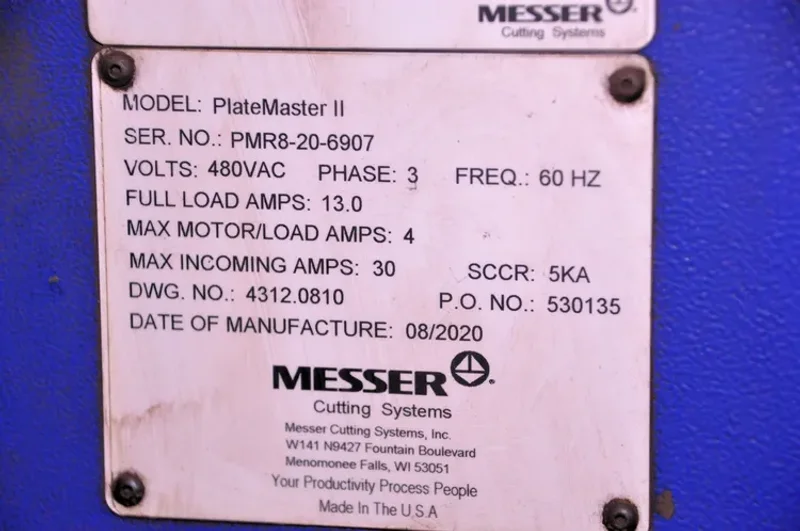 MESSER
Cutting Systems
MODEL: PlateMaster II
SER. NO.: PMR8-20-6907
VOLTS: 480VAC PHASE: 3 FREQ.: 60 HZ
FULL LOAD AMPS: 13.0
MAX MOTOR/LOAD AMPS: 4
MAX INCOMING AMPS: 30 SCCR: 5KA
DWG. NO.: 4312.0810 P.O. NO.: 530135
DATE OF MANUFACTURE: 08/2020
MESSER
Cutting Systems
Messer Cutting Systems, Inc.
W141 N9427 Fountain Boulevard
Menomonee Falls, WI 53051
Your Productivity Process People
Made In The U.S.A